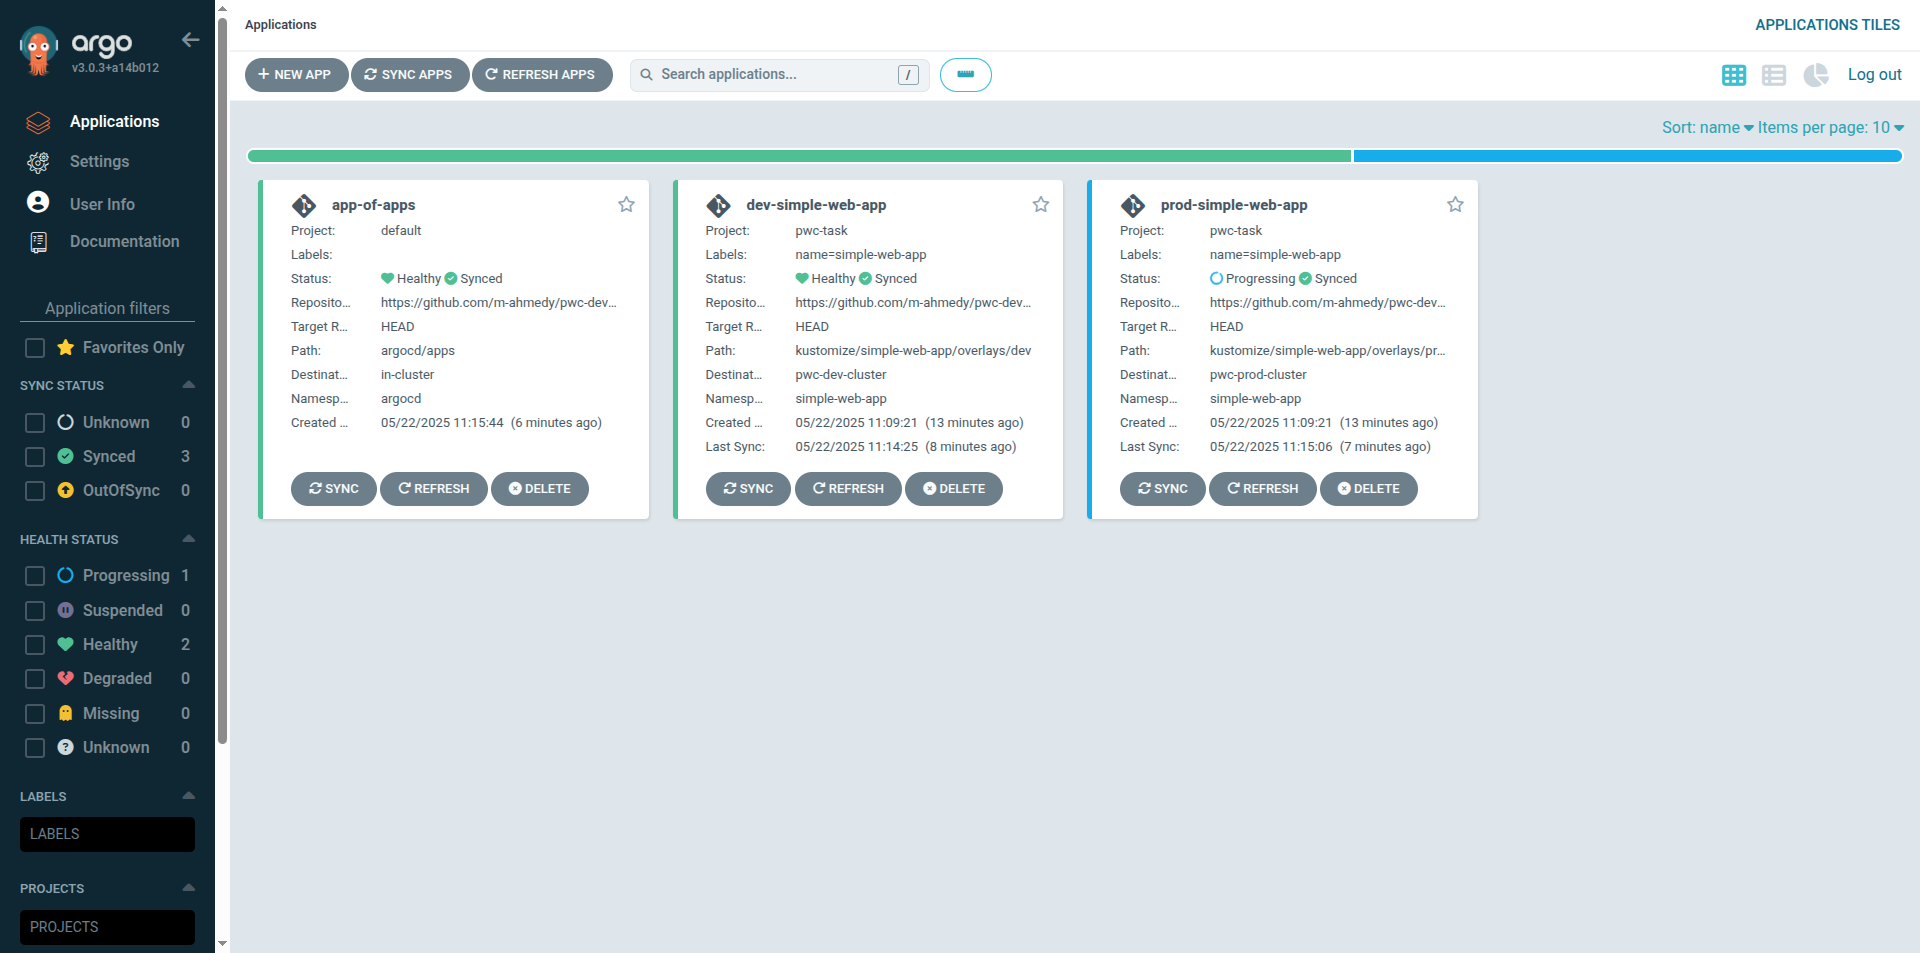 argo
v3.0.3+a14b012
Applications
Settings
User Info
Documentation
Application filters
Favorites Only
SYNC STATUS
Unknown 0
Synced 3
OutOfSync 0
HEALTH STATUS
Progressing 1
Suspended 0
Healthy 2
Degraded 0
Missing 0
Unknown 0
LABELS
LABELS
PROJECTS
PROJECTS
Applications
APPLICATIONS TILES
NEW APP SYNC APPS REFRESH APPS Search applications... / Log out
Sort: name Items per page: 10
app-of-apps
Project: default
Labels:
Status: Healthy Synced
Reposito... https://github.com/m-ahmedy/pwc-dev...
Target R... HEAD
Path: argocd/apps
Destinat... in-cluster
Namesp... argocd
Created ... 05/22/2025 11:15:44 (6 minutes ago)
SYNC REFRESH DELETE
dev-simple-web-app
Project: pwc-task
Labels: name=simple-web-app
Status: Healthy Synced
Reposito... https://github.com/m-ahmedy/pwc-dev...
Target R... HEAD
Path: kustomize/simple-web-app/overlays/dev
Destinat... pwc-dev-cluster
Namesp... simple-web-app
Created ... 05/22/2025 11:09:21 (13 minutes ago)
Last Sync: 05/22/2025 11:14:25 (8 minutes ago)
SYNC REFRESH DELETE
prod-simple-web-app
Project: pwc-task
Labels: name=simple-web-app
Status: Progressing Synced
Reposito... https://github.com/m-ahmedy/pwc-dev...
Target R... HEAD
Path: kustomize/simple-web-app/overlays/pr...
Destinat... pwc-prod-cluster
Namesp... simple-web-app
Created ... 05/22/2025 11:09:21 (13 minutes ago)
Last Sync: 05/22/2025 11:15:06 (7 minutes ago)
SYNC REFRESH DELETE